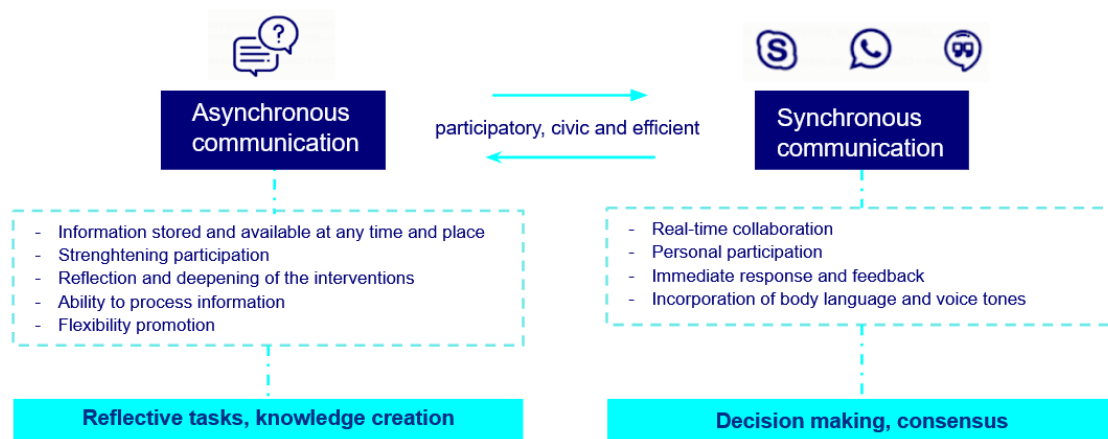 ?
S
Asynchronous
communication
participatory, civic and efficient
Synchronous
communication
- Information stored and available at any time and place
- Strenghtening participation
- Reflection and deepening of the interventions
- Ability to process information
- Flexibility promotion
- Real-time collaboration
- Personal participation
- Immediate response and feedback
- Incorporation of body language and voice tones
Reflective tasks, knowledge creation
Decision making, consensus